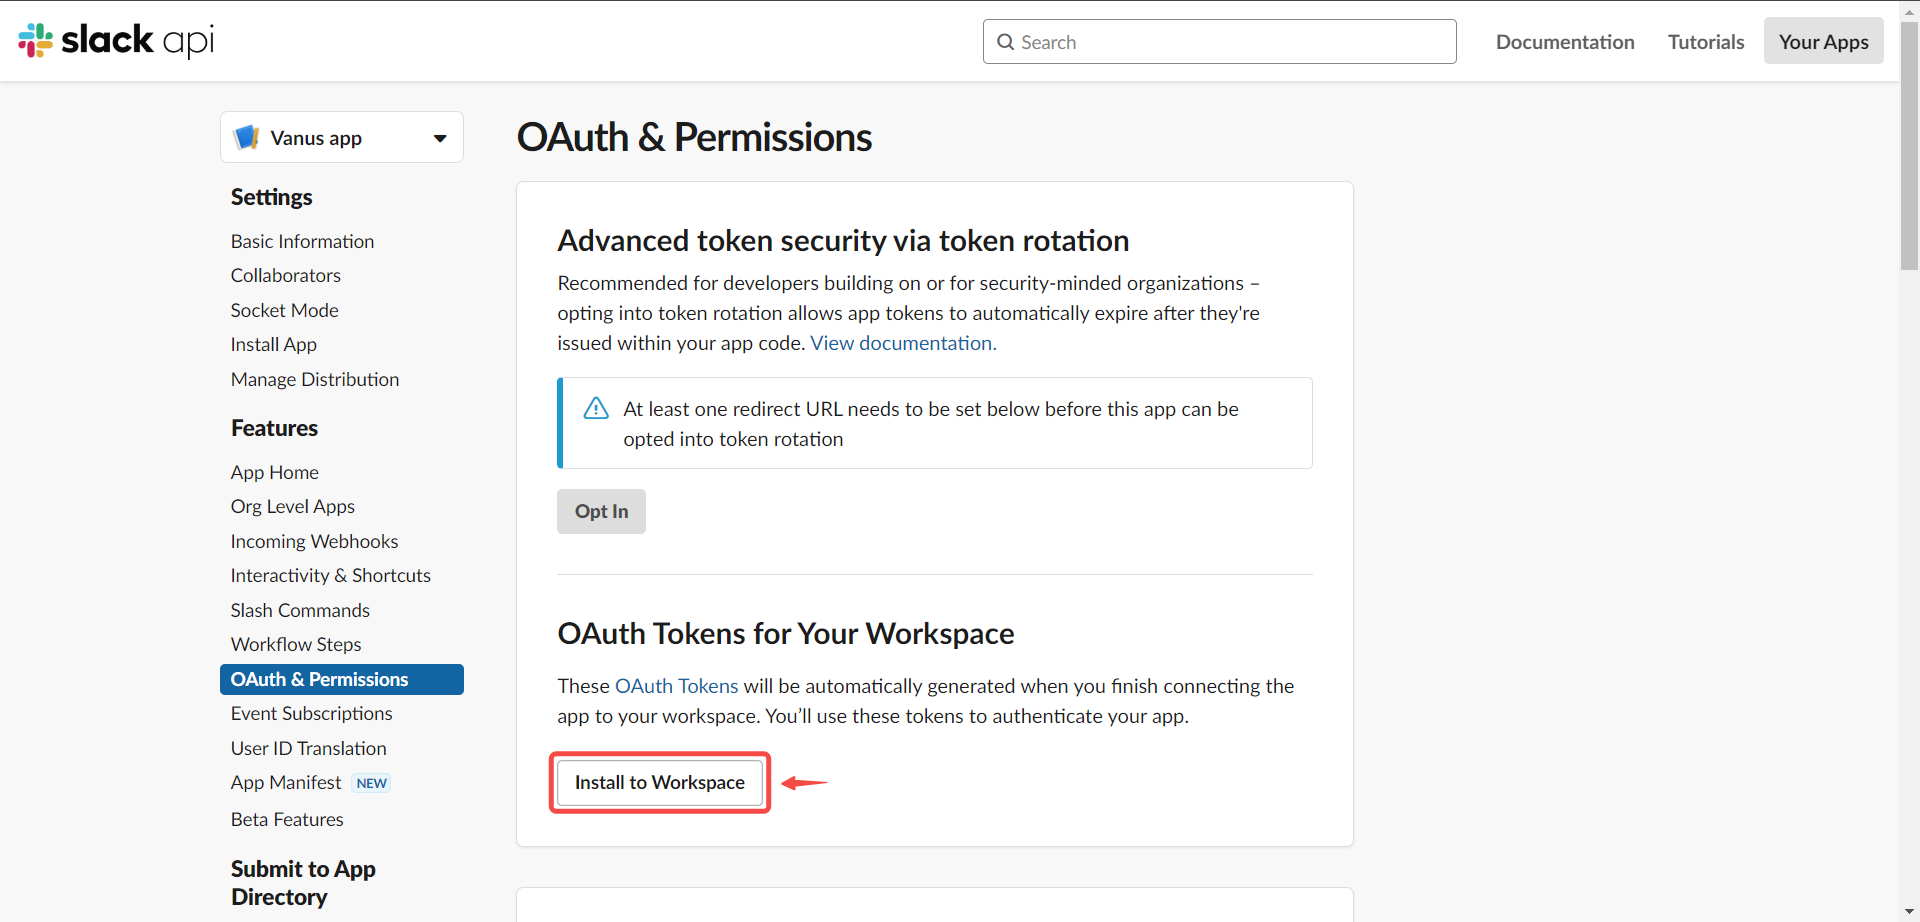 slack api
Search
Documentation
Tutorials
Your Apps
Vanus app
Settings
Basic Information
Collaborators
Socket Mode
Install App
Manage Distribution
Features
App Home
Org Level Apps
Incoming Webhooks
Interactivity & Shortcuts
Slash Commands
Workflow Steps
OAuth & Permissions
Event Subscriptions
User ID Translation
App Manifest NEW
Beta Features
Submit to App
Directory
OAuth & Permissions
Advanced token security via token rotation
Recommended for developers building on or for security-minded organizations –
opting into token rotation allows app tokens to automatically expire after they're
issued within your app code. View documentation.
At least one redirect URL needs to be set below before this app can be
opted into token rotation
Opt In
OAuth Tokens for Your Workspace
These OAuth Tokens will be automatically generated when you finish connecting the
app to your workspace. You’ll use these tokens to authenticate your app.
Install to Workspace